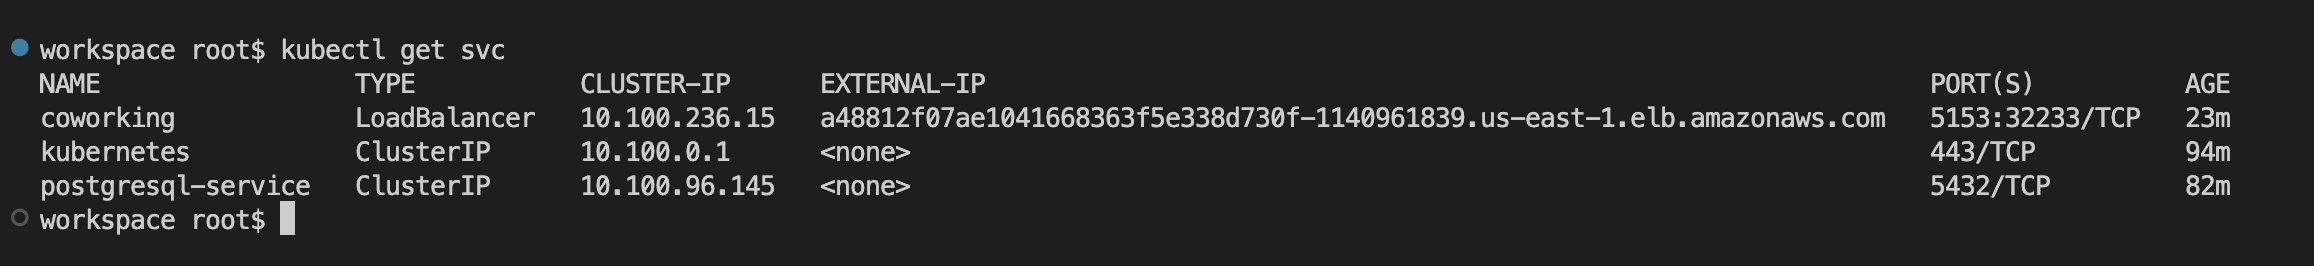 workspace root$ kubectl get svc
NAME TYPE CLUSTER-IP EXTERNAL-IP PORT(S) AGE
coworking LoadBalancer 10.100.236.15 a48812f07ae1041668363f5e338d730f-1140961839.us-east-1.elb.amazonaws.com 5153:32233/TCP 23m
kubernetes ClusterIP 10.100.0.1 <none> 443/TCP 94m
postgresql-service ClusterIP 10.100.96.145 <none> 5432/TCP 82m
workspace root$